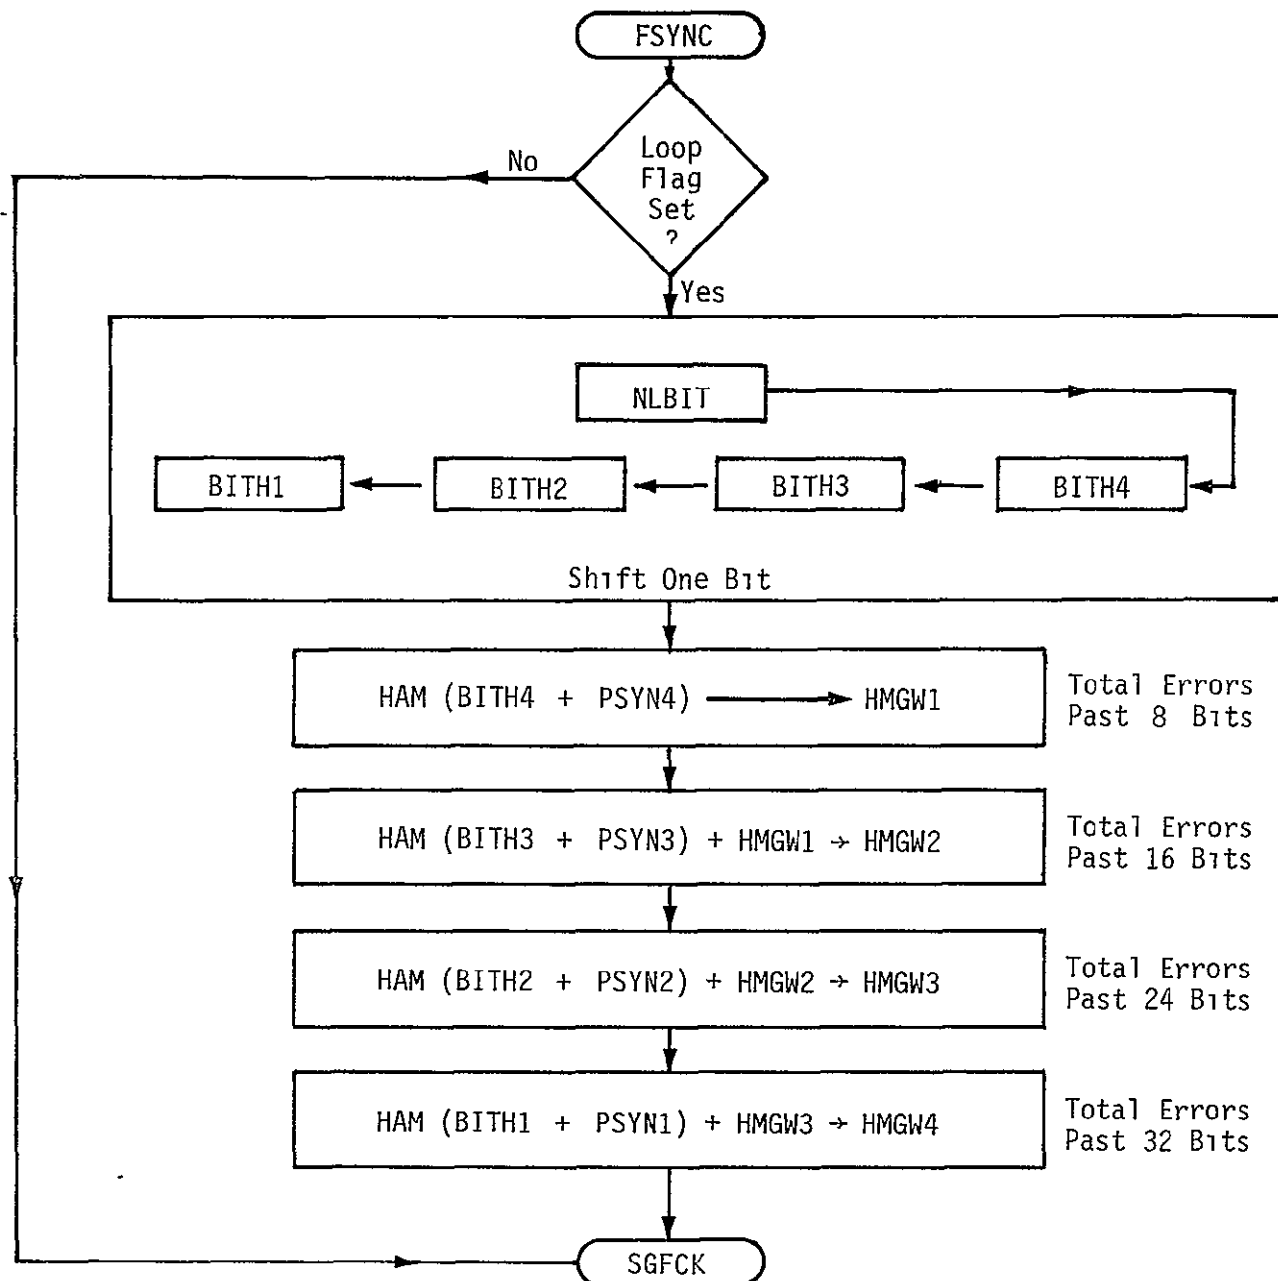 FSYNC
Loop
Flag
Set
?
No
Yes
NLBIT
BITH1
BITH2
BITH3
BITH4
Shift One Bit
HAM (BITH4 + PSYN4) → HMGW1
Total Errors
Past 8 Bits
HAM (BITH3 + PSYN3) + HMGW1 → HMGW2
Total Errors
Past 16 Bits
HAM (BITH2 + PSYN2) + HMGW2 → HMGW3
Total Errors
Past 24 Bits
HAM (BITH1 + PSYN1) + HMGW3 → HMGW4
Total Errors
Past 32 Bits
SGFCK